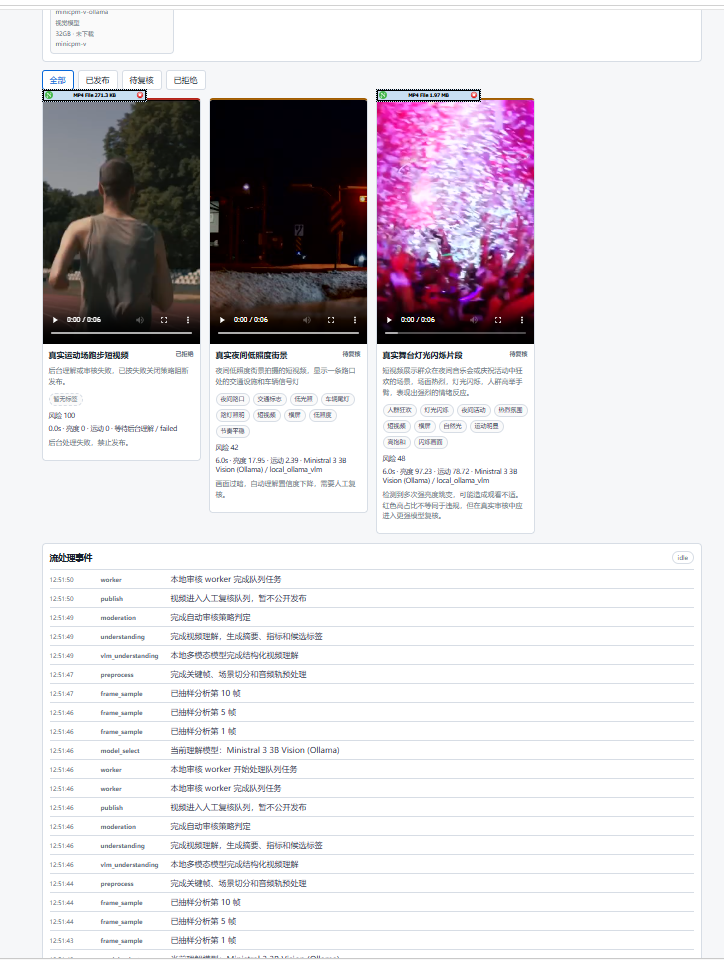 minicpm-v-ollama
视觉模型
32GB · 未下载
minicpm-v
全部
已发布
待复核
已拒绝
MP4 File 271.3 KB
MP4 File 1.97 MB
0:00 / 0:06
0:00 / 0:06
0:00 / 0:06
真实运动场跑步短视频
已拒绝
后台理解或审核失败，已按失败关闭策略阻断
发布。
暂无标签
风险 100
0.0s · 亮度 0 · 运动 0 · 等待后台理解 / failed
后台处理失败，禁止发布。
真实夜间低照度街景
待复核
夜间低照度街景拍摄的短视频，显示一条路口
处的交通设施和车辆信号灯
夜间路口
交通标志
低光照
车辆尾灯
路灯照明
短视频
横屏
低照度
节奏平稳
风险 42
6.0s · 亮度 17.95 · 运动 2.39 · Ministral 3 3B
Vision (Ollama) / local_ollama_vlm
画面过暗，自动理解置信度下降，需要人工复
核。
真实舞台灯光闪烁片段
待复核
短视频展示群众在夜间音乐会或庆祝活动中狂
欢的场景，场面热烈，灯光闪烁，人群高举手
臂，表现出强烈的情绪反应。
人群狂欢
灯光闪烁
夜间活动
热烈氛围
短视频
横屏
自然光
运动明显
高饱和
闪烁画面
风险 48
6.0s · 亮度 97.23 · 运动 78.72 · Ministral 3 3B
Vision (Ollama) / local_ollama_vlm
检测到多次强亮度跳变，可能造成观看不适。
红色高占比不等同于违规，但在真实审核中应
进入更强模型复核。
流处理事件
idle
12:51:50 worker 本地审核 worker 完成队列任务
12:51:50 publish 视频进入人工复核队列，暂不公开发布
12:51:49 moderation 完成自动审核策略判定
12:51:49 understanding 完成视频理解，生成摘要、指标和候选标签
12:51:49 vlm_understanding 本地多模态模型完成结构化视频理解
12:51:47 preprocess 完成关键帧、场景切分和音频轨预处理
12:51:47 frame_sample 已抽样分析第 10 帧
12:51:46 frame_sample 已抽样分析第 5 帧
12:51:46 frame_sample 已抽样分析第 1 帧
12:51:46 model_select 当前理解模型：Ministral 3 3B Vision (Ollama)
12:51:46 worker 本地审核 worker 开始处理队列任务
12:51:46 worker 本地审核 worker 完成队列任务
12:51:46 publish 视频进入人工复核队列，暂不公开发布
12:51:46 moderation 完成自动审核策略判定
12:51:46 understanding 完成视频理解，生成摘要、指标和候选标签
12:51:46 vlm_understanding 本地多模态模型完成结构化视频理解
12:51:44 preprocess 完成关键帧、场景切分和音频轨预处理
12:51:44 frame_sample 已抽样分析第 10 帧
12:51:44 frame_sample 已抽样分析第 5 帧
12:51:43 frame_sample 已抽样分析第 1 帧